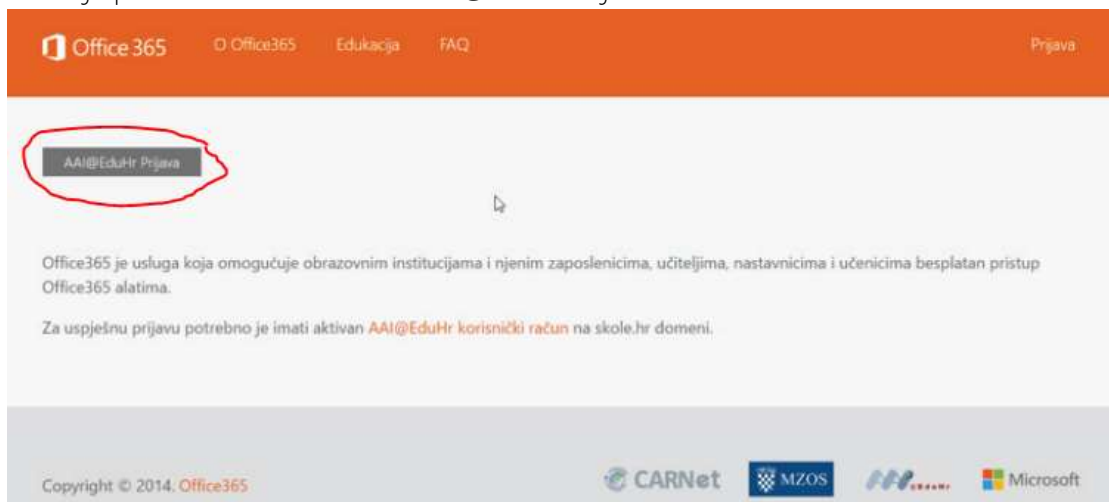 Office 365 O Office365 Edukacija FAQ Prijava
AAI@EduHr Prijava
Office365 je usluga koja omogućuje obrazovnim institucijama i njenim zaposlenicima, učiteljima, nastavnicima i učenicima besplatan pristup
Office365 alatima.
Za uspješnu prijavu potrebno je imati aktivan AAI@EduHr korisnički račun na skole.hr domeni.
Copyright © 2014. Office365 CARNet MZOS Microsoft